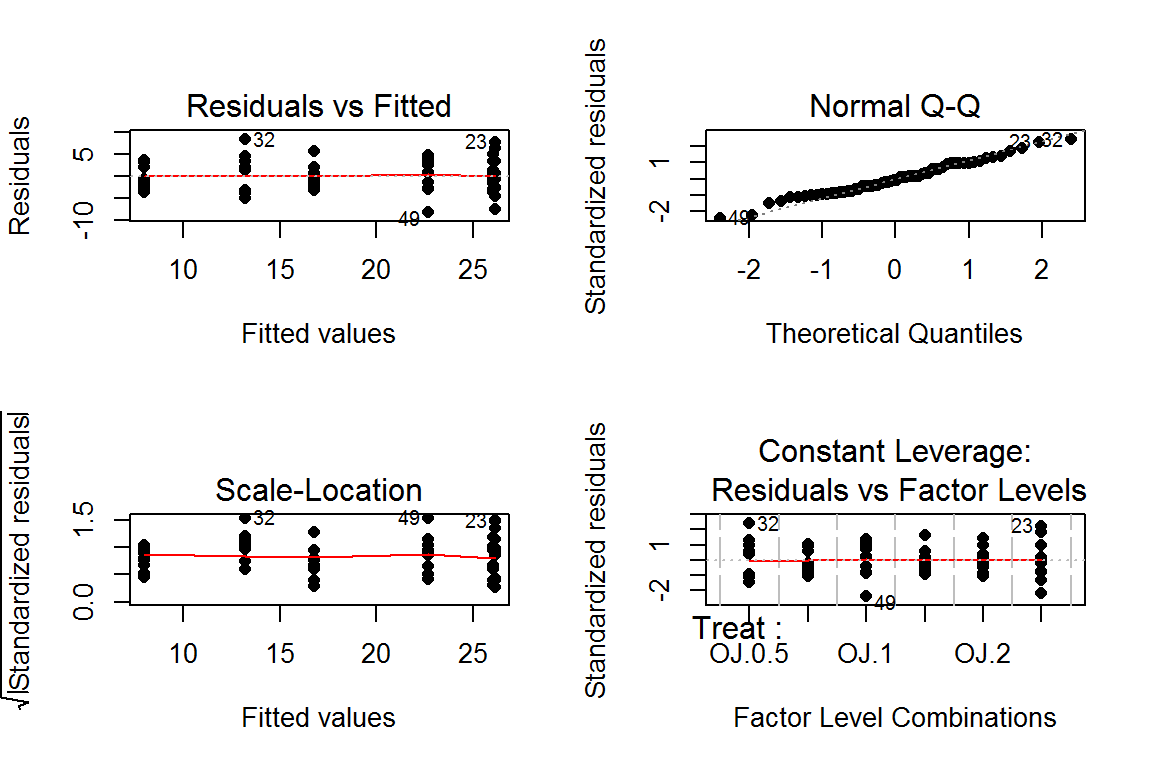 Residuals vs Fitted
Residuals
5
-10
32
23
49
10 15 20 25
Fitted values
Normal Q-Q
Standardized residuals
1
-2
23
32
49
-2 -1 0 1 2
Theoretical Quantiles
Scale-Location
√|Standardized residuals|
1.5
0.0
32
49
23
10 15 20 25
Fitted values
Constant Leverage:
Residuals vs Factor Levels
Standardized residuals
1
-2
32
23
49
Treat :
OJ.0.5 OJ.1 OJ.2
Factor Level Combinations